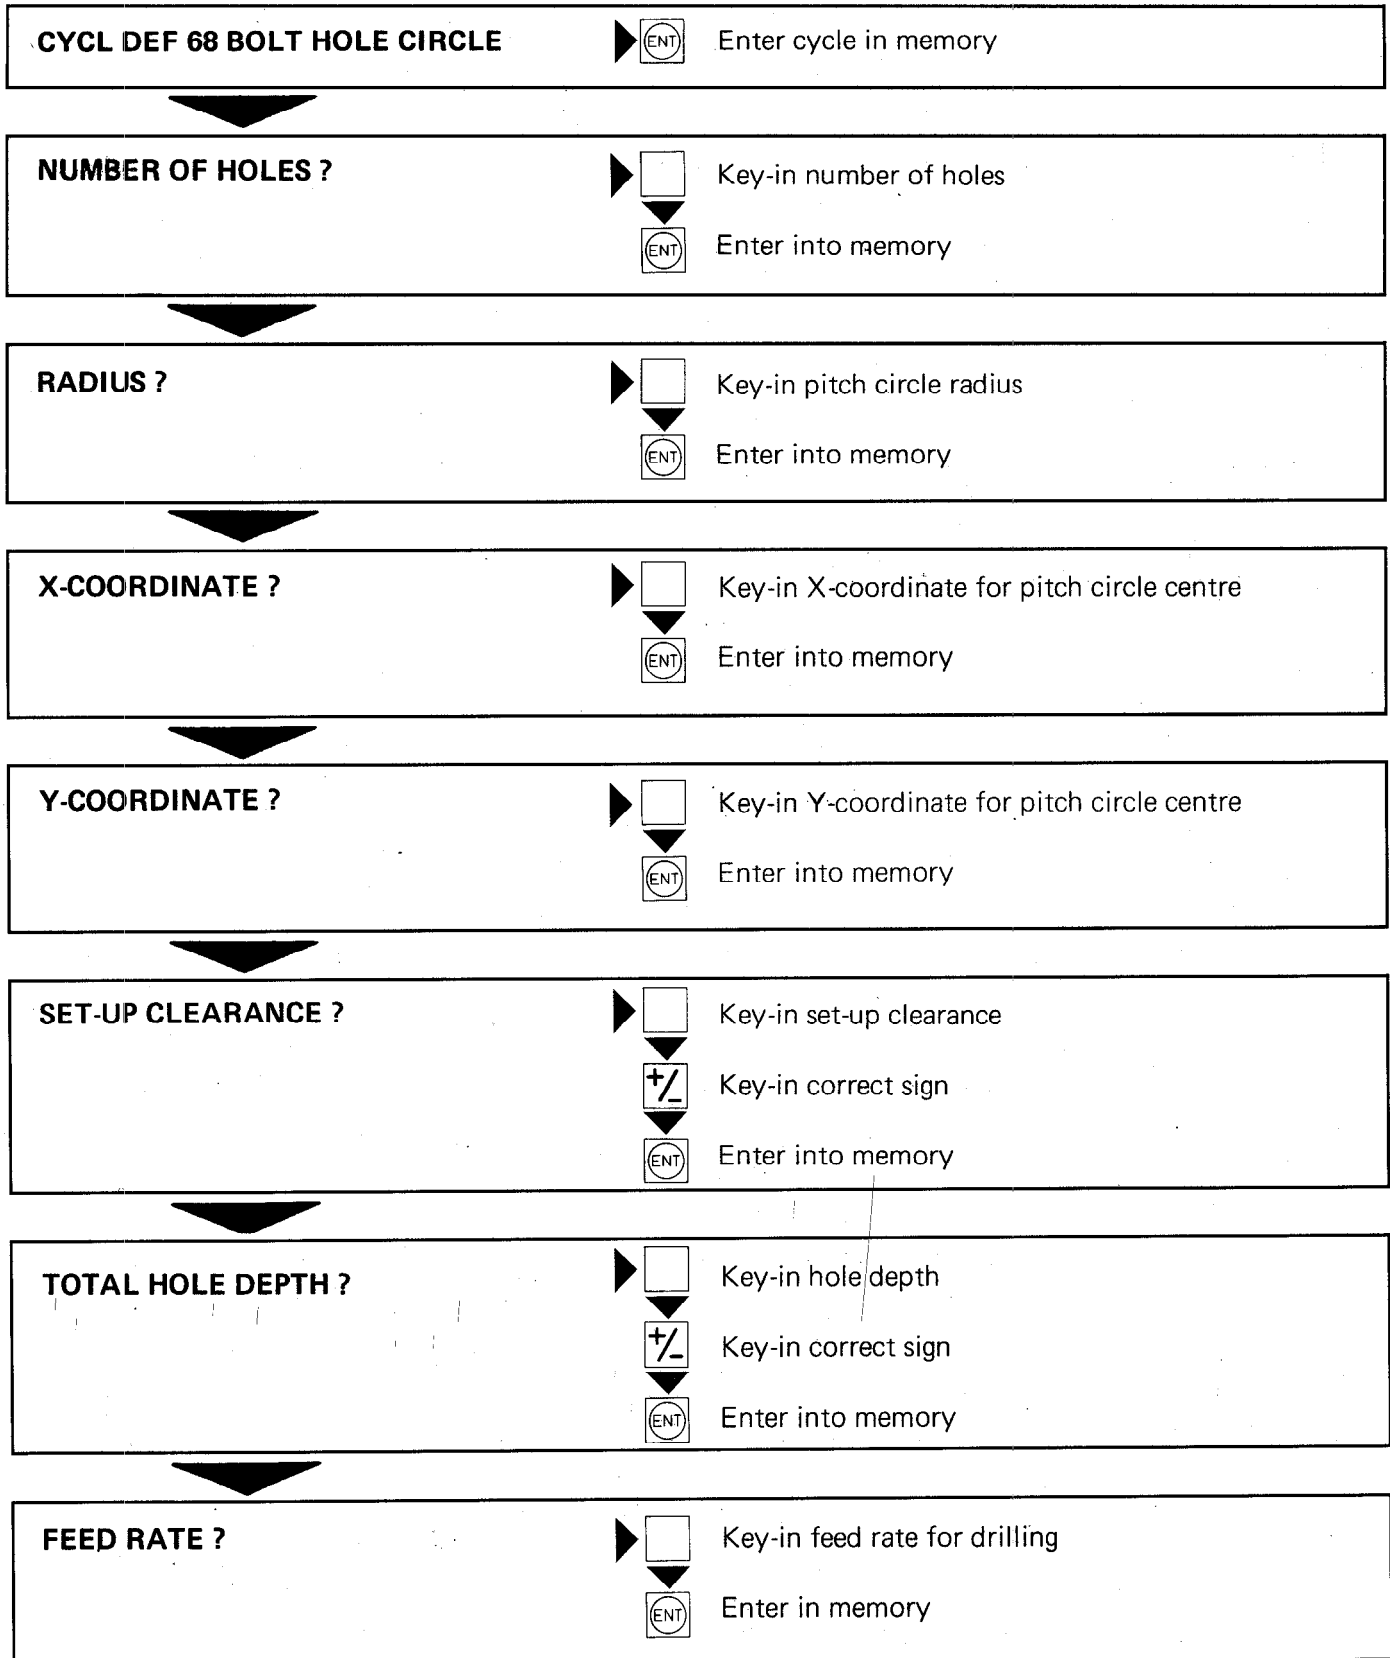 CYCL DEF 68 BOLT HOLE CIRCLE
ENT Enter cycle in memory
NUMBER OF HOLES ?
Key-in number of holes
ENT Enter into memory
RADIUS ?
Key-in pitch circle radius
ENT Enter into memory
X-COORDINATE ?
Key-in X-coordinate for pitch circle centre
ENT Enter into memory
Y-COORDINATE ?
Key-in Y-coordinate for pitch circle centre
ENT Enter into memory
SET-UP CLEARANCE ?
Key-in set-up clearance
+/- Key-in correct sign
ENT Enter into memory
TOTAL HOLE DEPTH ?
Key-in hole depth
+/- Key-in correct sign
ENT Enter into memory
FEED RATE ?
Key-in feed rate for drilling
ENT Enter in memory